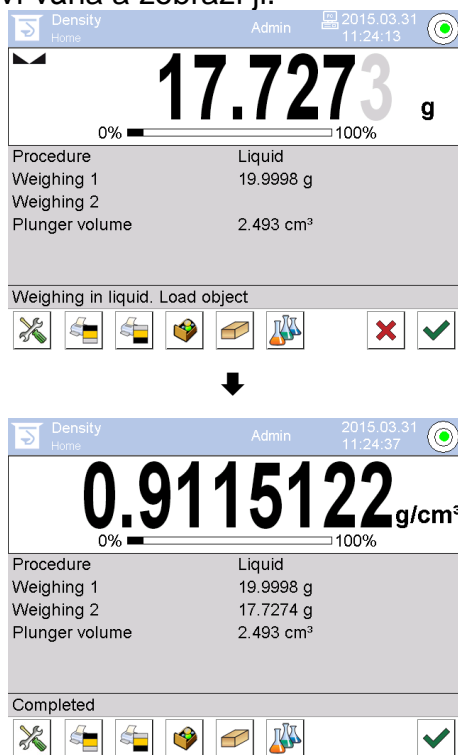 Density Admin 2015.03.31
Home 11:24:13
17.7273 g
0% 100%
Procedure Liquid
Weighing 1 19.9998 g
Weighing 2
Plunger volume 2.493 cm³
Weighing in liquid. Load object
Density Admin 2015.03.31
Home 11:24:37
0.9115122 g/cm³
0% 100%
Procedure Liquid
Weighing 1 19.9998 g
Weighing 2 17.7274 g
Plunger volume 2.493 cm³
Completed